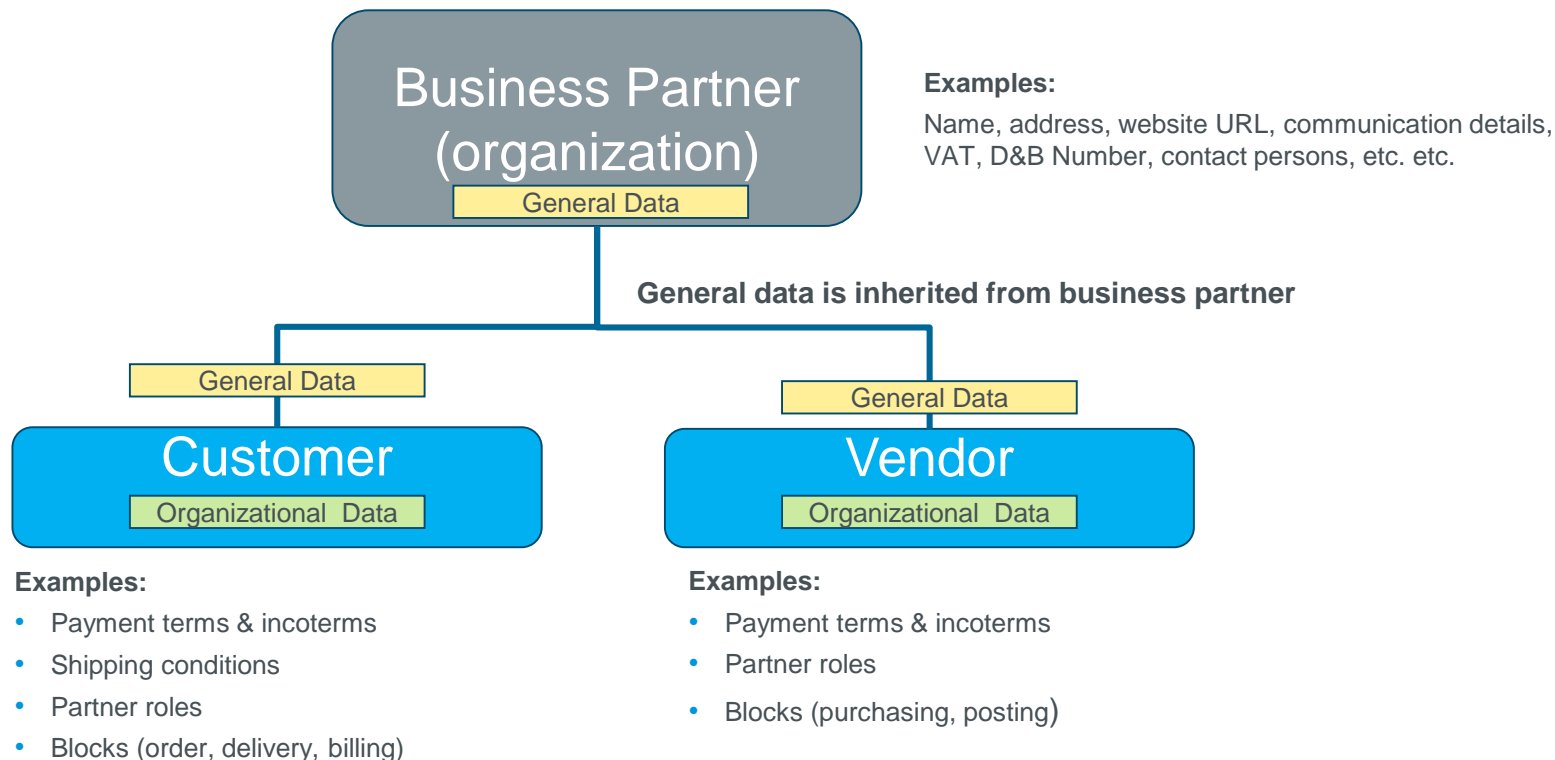 Business Partner
(organization)
General Data
Examples:
Name, address, website URL, communication details,
VAT, D&B Number, contact persons, etc. etc.
General data is inherited from business partner
General Data
General Data
Customer
Organizational Data
Vendor
Organizational Data
Examples:
• Payment terms & incoterms
• Shipping conditions
• Partner roles
• Blocks (order, delivery, billing)
Examples:
• Payment terms & incoterms
• Partner roles
• Blocks (purchasing, posting)